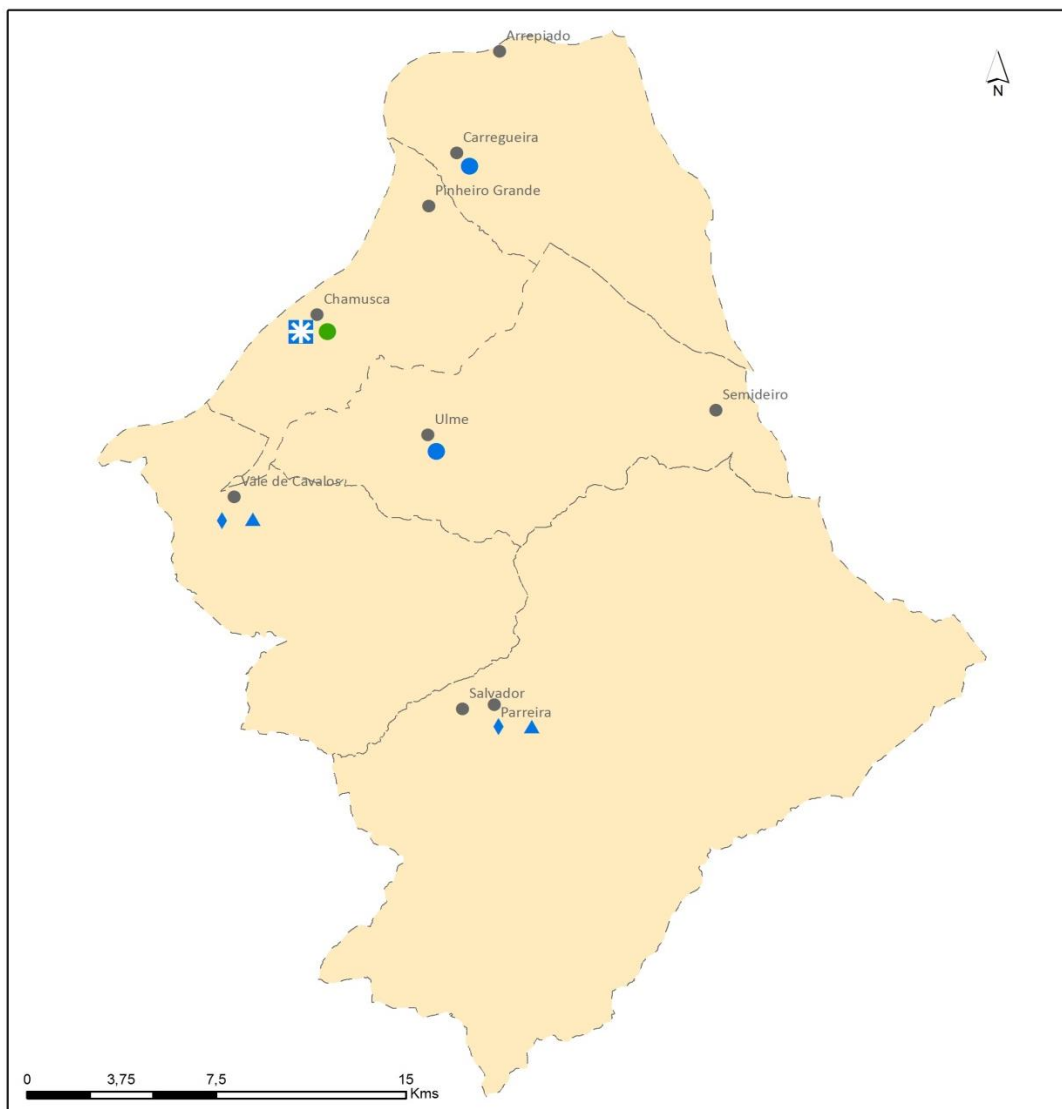 Arrepiado
N
Carregueira
Pinheiro Grande
Chamusca
Semideiro
Ulme
Vale de Cavalos
Salvador
Parreira
0 3,75 7,5 15
Kms